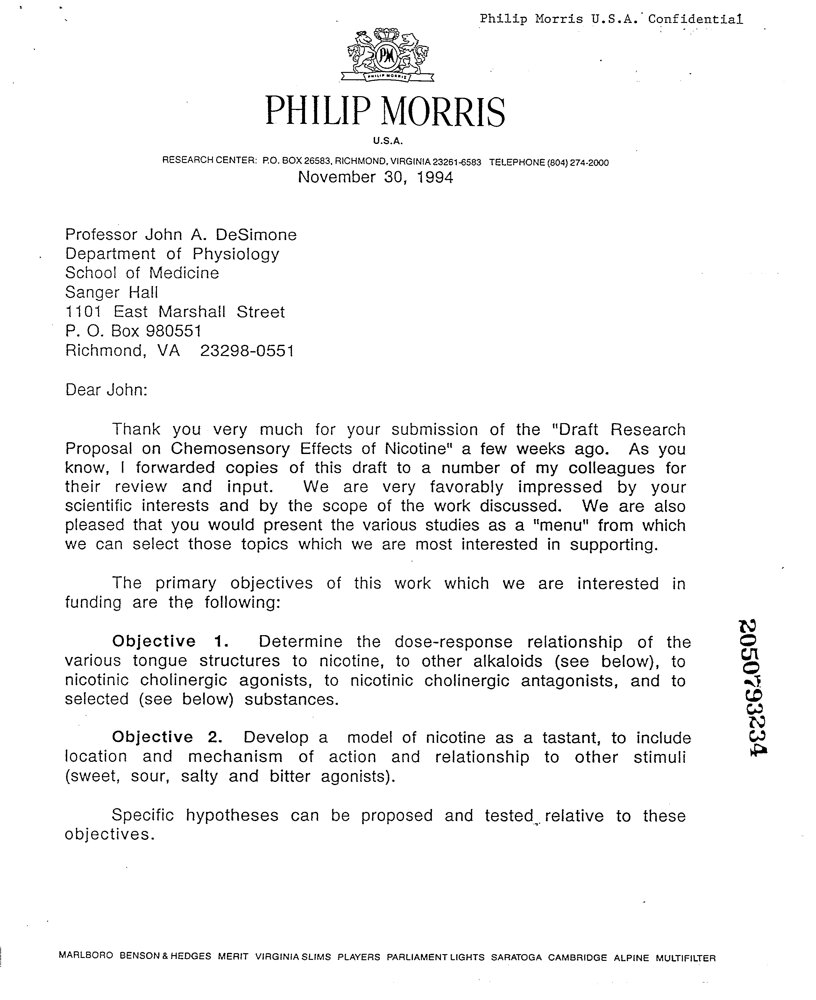 Philip Morris U.S.A. Confidential
PM
PHILIP MORRIS
PHILIP MORRIS
U.S.A.
RESEARCH CENTER: P.O. BOX 26583, RICHMOND, VIRGINIA 23261-6583 TELEPHONE (804) 274-2000
November 30, 1994
Professor John A. DeSimone
Department of Physiology
School of Medicine
Sanger Hall
1101 East Marshall Street
P. O. Box 980551
Richmond, VA 23298-0551
Dear John:
Thank you very much for your submission of the "Draft Research
Proposal on Chemosensory Effects of Nicotine" a few weeks ago. As you
know, I forwarded copies of this draft to a number of my colleagues for
their review and input. We are very favorably impressed by your
scientific interests and by the scope of the work discussed. We are also
pleased that you would present the various studies as a "menu" from which
we can select those topics which we are most interested in supporting.
The primary objectives of this work which we are interested in
funding are the following:
Objective 1. Determine the dose-response relationship of the
various tongue structures to nicotine, to other alkaloids (see below), to
nicotinic cholinergic agonists, to nicotinic cholinergic antagonists, and to
selected (see below) substances.
Objective 2. Develop a model of nicotine as a tastant, to include
location and mechanism of action and relationship to other stimuli
(sweet, sour, salty and bitter agonists).
Specific hypotheses can be proposed and tested relative to these
objectives.
2050793234
MARLBORO BENSON & HEDGES MERIT VIRGINIA SLIMS PLAYERS PARLIAMENT LIGHTS SARATOGA CAMBRIDGE ALPINE MULTIFILTER